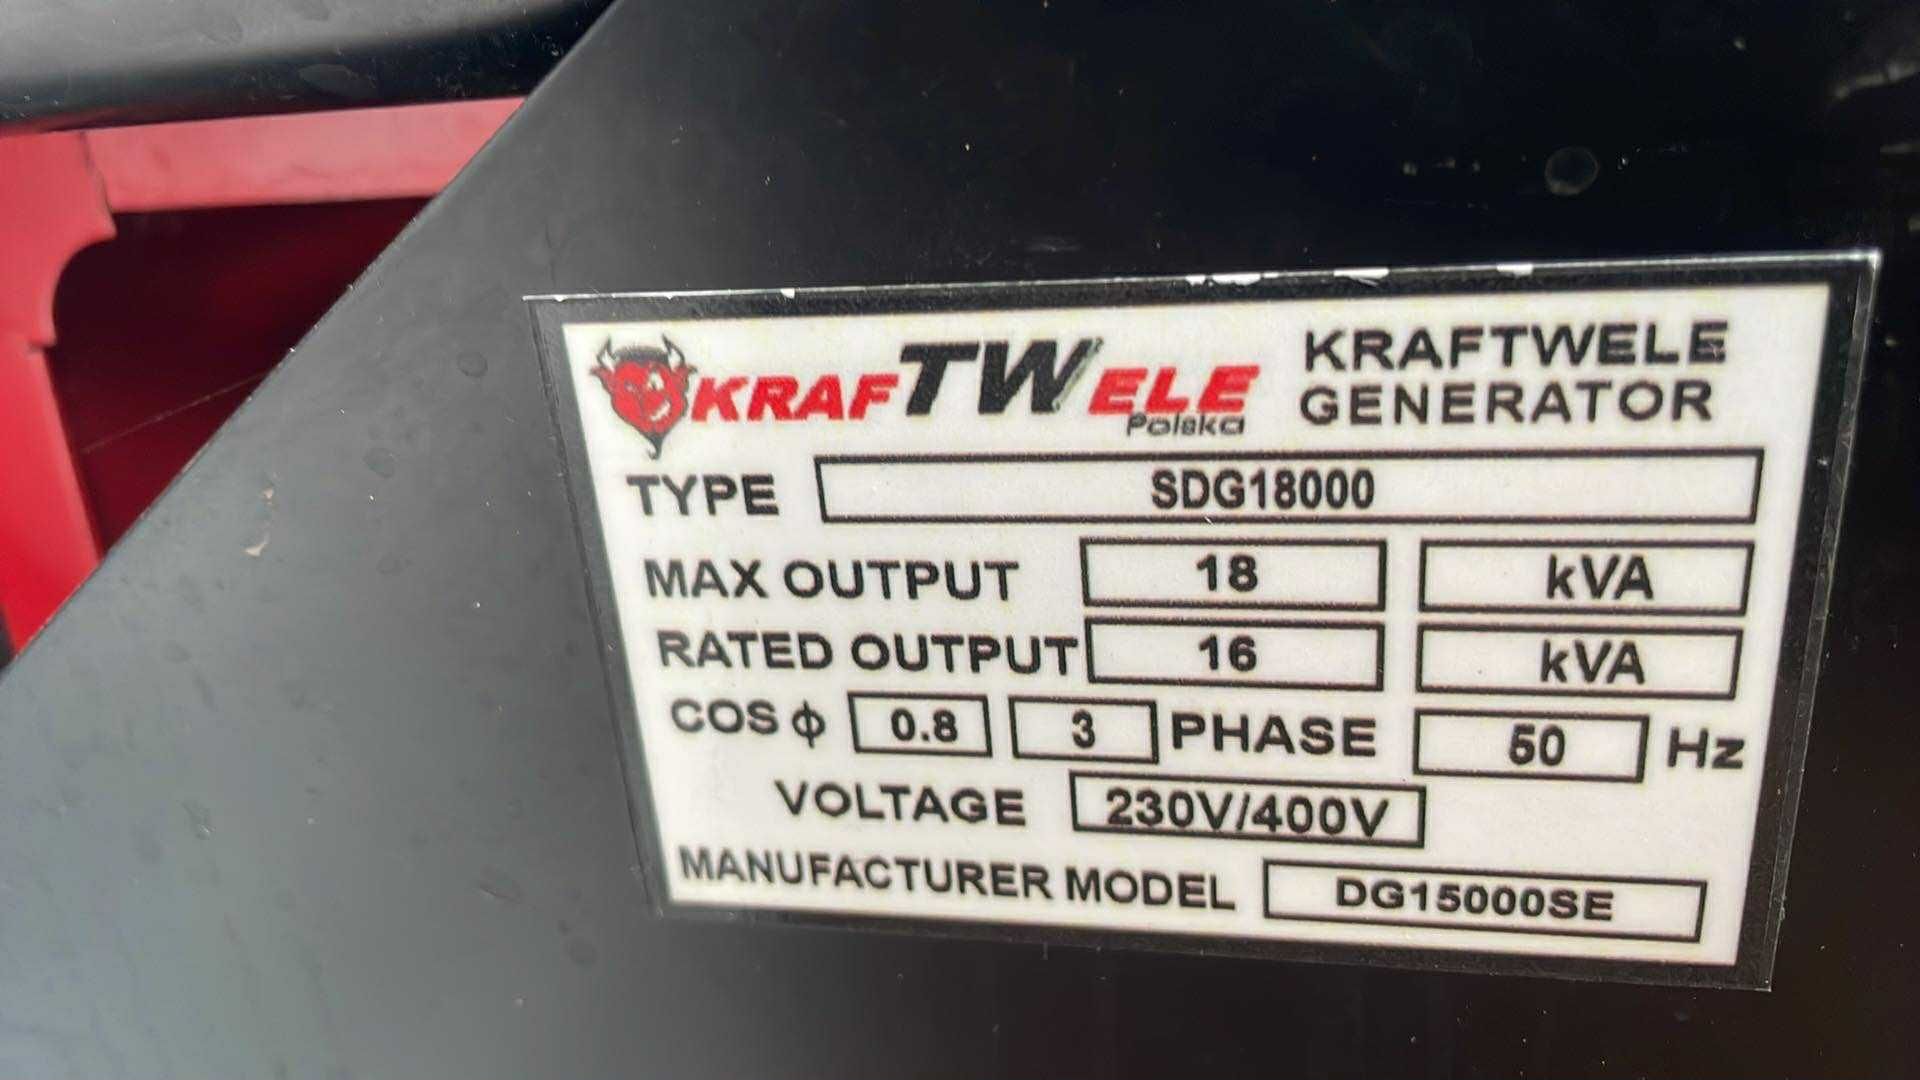 KRAFTWELE
Polska
KRAFTWELE
GENERATOR
TYPE SDG18000
MAX OUTPUT 18 kVA
RATED OUTPUT 16 kVA
COS ϕ 0.8 3 PHASE 50 Hz
VOLTAGE 230V/400V
MANUFACTURER MODEL DG15000SE